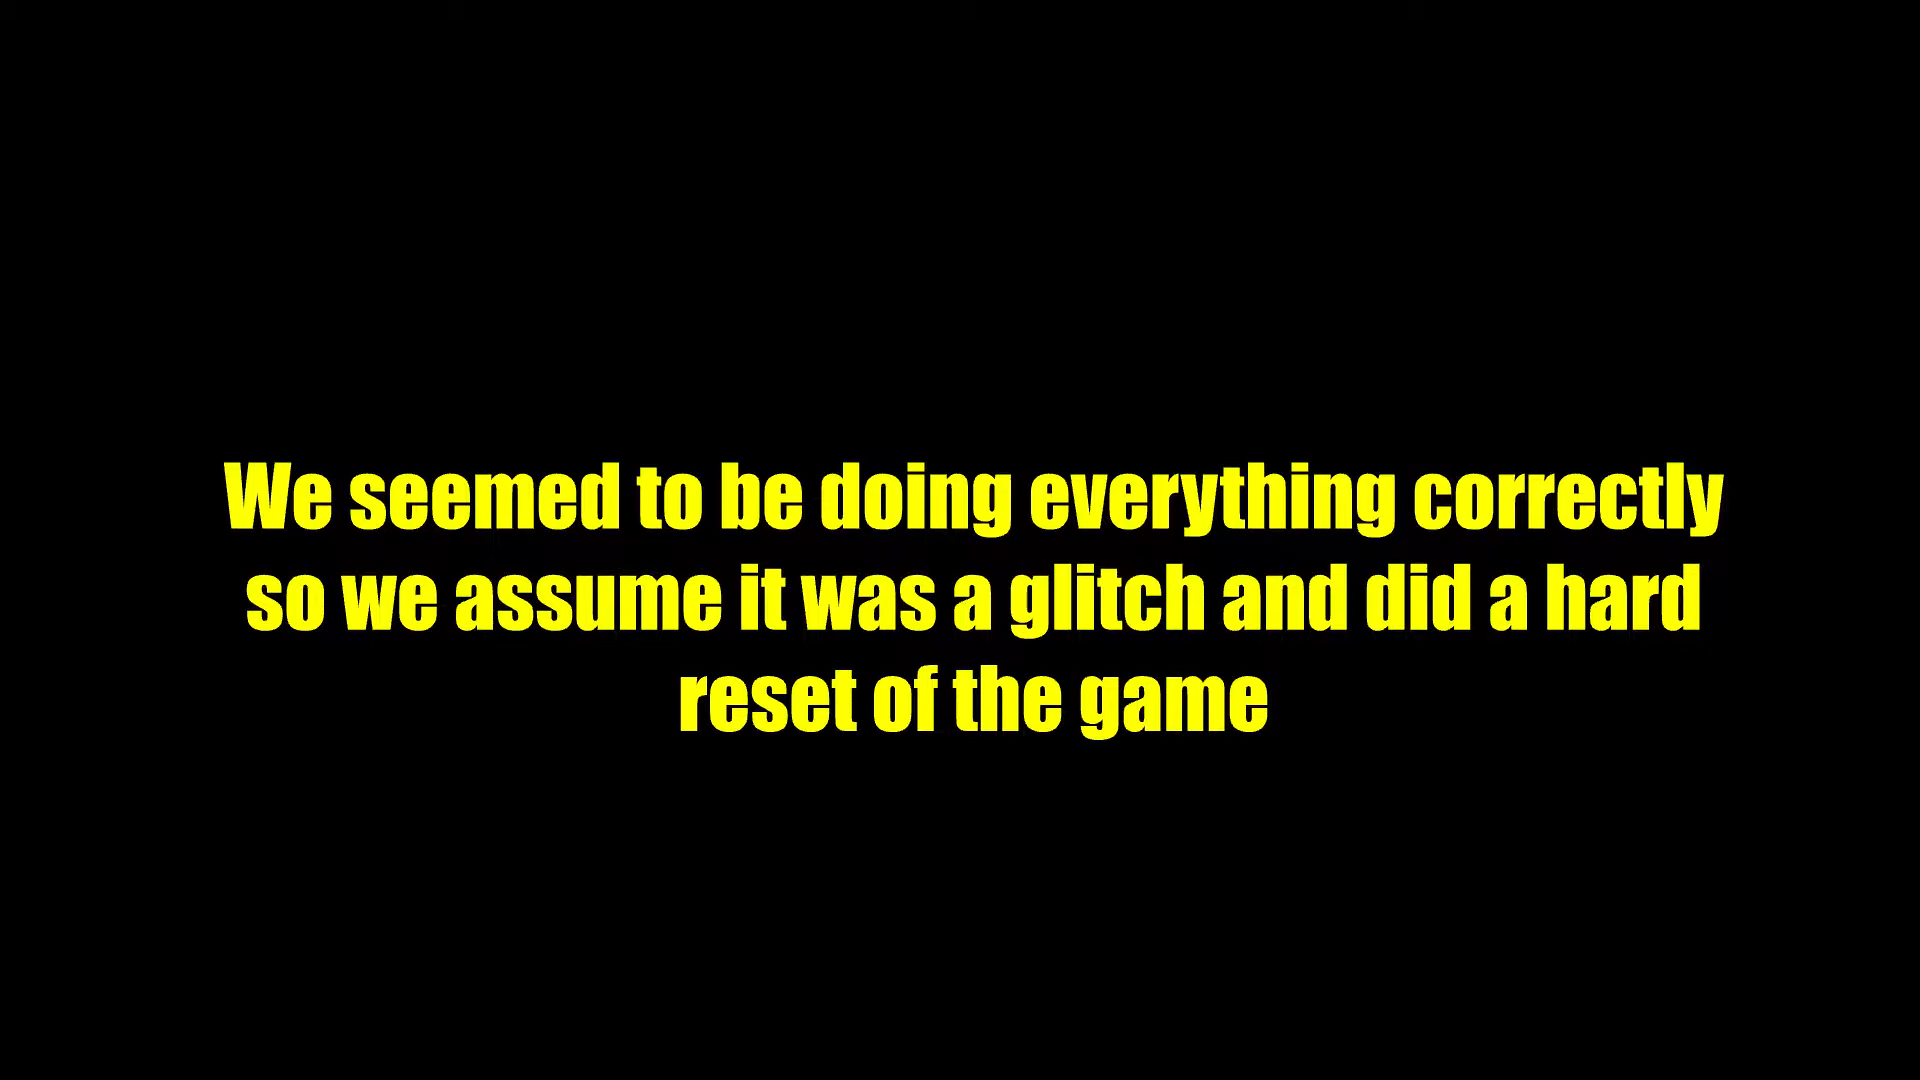 We seemed to be doing everything correctly
so we assume it was a glitch and did a hard
reset of the game